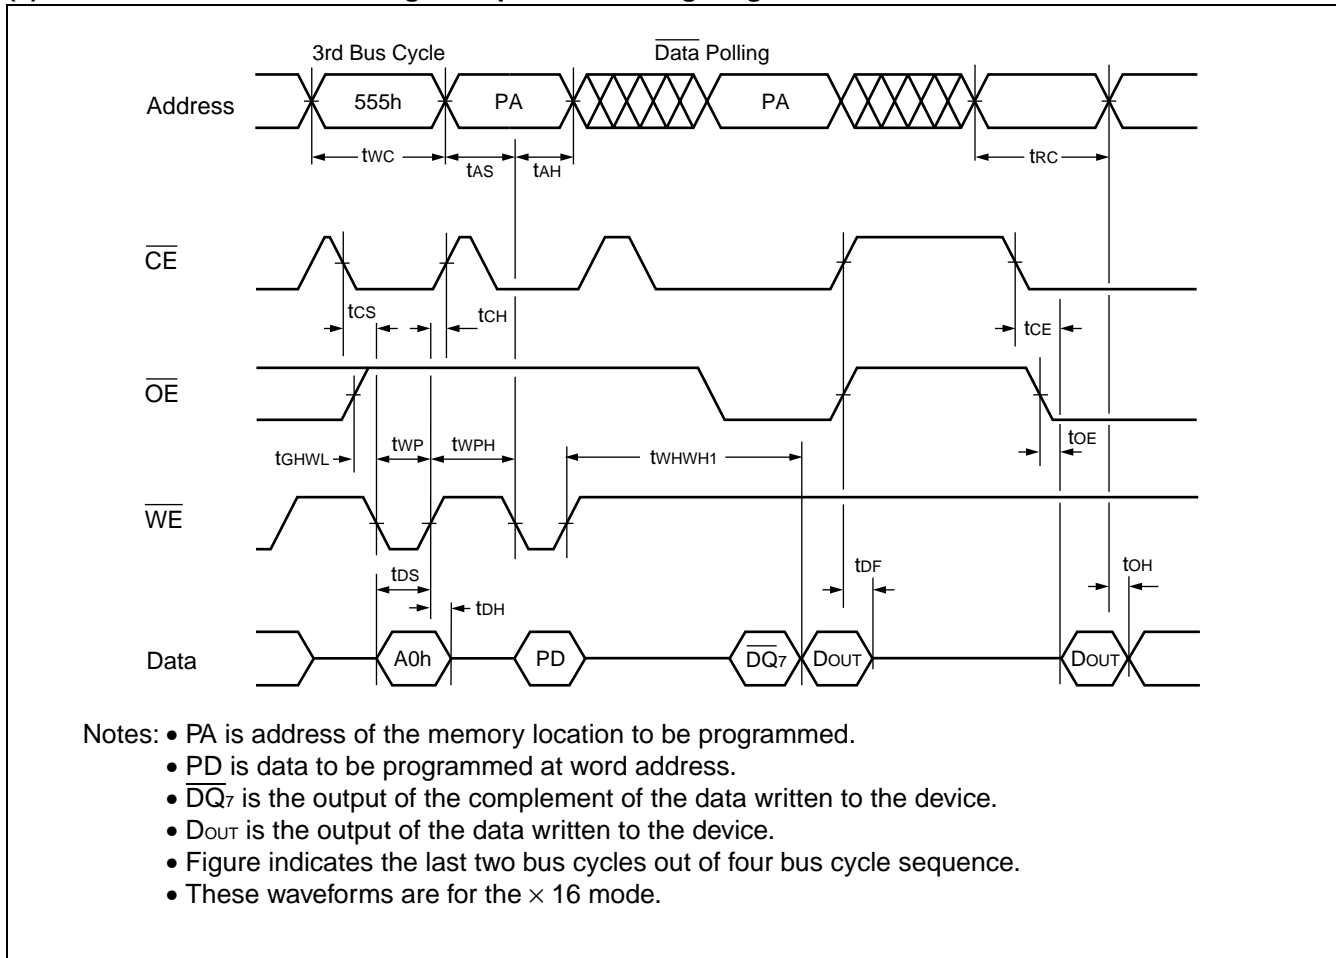 3rd Bus Cycle
Data Polling
Address
555h
PA
PA
tWC
tAS
tAH
tRC
CE
tCS
tCH
tCE
OE
tGHWL
tWP
tWPH
tWHWH1
tOE
WE
tDS
tDH
tDF
tOH
Data
A0h
PD
DQ7
DOUT
DOUT
Notes: • PA is address of the memory location to be programmed.
• PD is data to be programmed at word address.
• DQ7 is the output of the complement of the data written to the device.
• DOUT is the output of the data written to the device.
• Figure indicates the last two bus cycles out of four bus cycle sequence.
• These waveforms are for the × 16 mode.